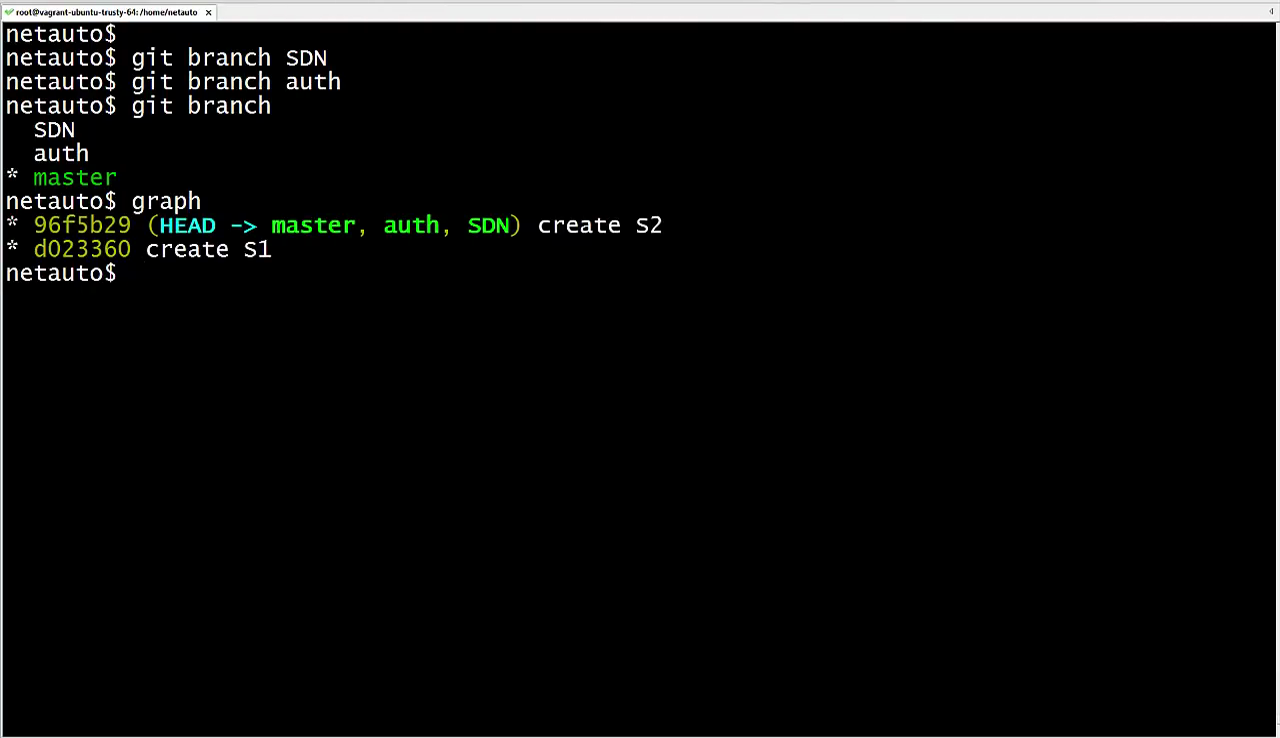 root@vagrant-ubuntu-trusty-64: /home/netauto
netauto$
netauto$ git branch SDN
netauto$ git branch auth
netauto$ git branch
  SDN
  auth
* master
netauto$ graph
* 96f5b29 (HEAD -> master, auth, SDN) create S2
* d023360 create S1
netauto$